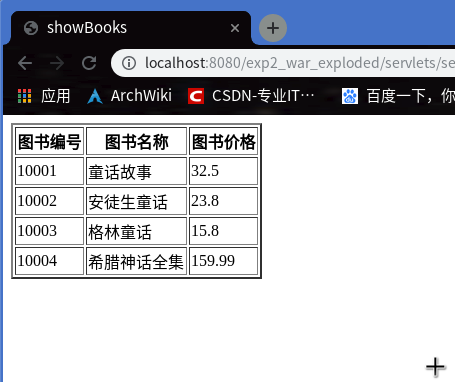 showBooks
localhost:8080/exp2_war_exploded/servlets/se
应用 ArchWiki CSDN-专业IT… 百度一下，你
图书编号 图书名称 图书价格
10001 童话故事 32.5
10002 安徒生童话 23.8
10003 格林童话 15.8
10004 希腊神话全集 159.99